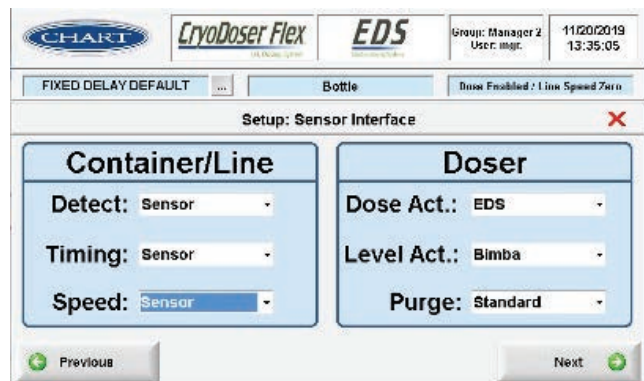 CHART
CryoDoser Flex
EDS
Group: Manager 2
User: mgr.
11/20/2019
13:35:05
FIXED DELAY DEFAULT
...
Bottle
Dose Enabled / Line Speed Zero
Setup: Sensor Interface
Container/Line
Detect: Sensor
Timing: Sensor
Speed: Sensor
Doser
Dose Act.: EDS
Level Act.: Bimba
Purge: Standard
Previous
Next